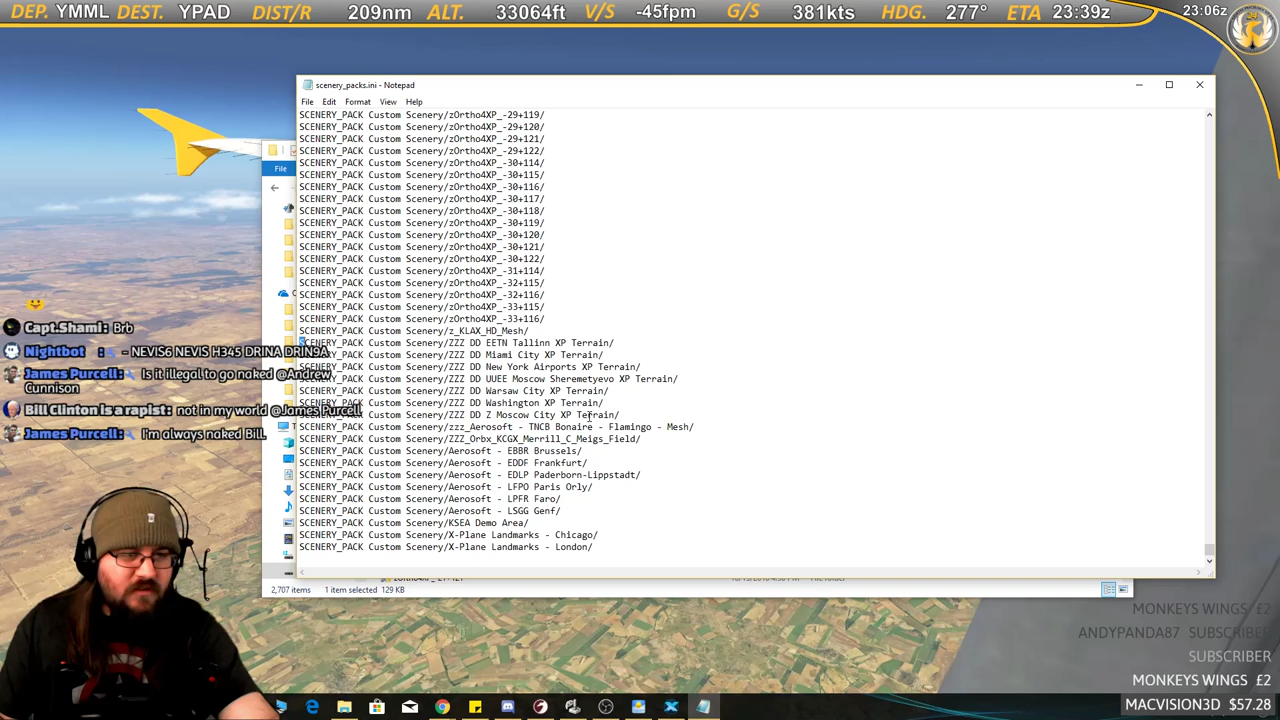 DEP. YMML DEST. YPAD DIST/R 209nm ALT. 33064ft V/S -45fpm G/S 381kts HDG. 277° ETA 23:39z 23:06z
scenery_packs.ini - Notepad
File Edit Format View Help
SCENERY_PACK Custom Scenery/zOrtho4XP_-29+119/
SCENERY_PACK Custom Scenery/zOrtho4XP_-29+120/
SCENERY_PACK Custom Scenery/zOrtho4XP_-29+121/
SCENERY_PACK Custom Scenery/zOrtho4XP_-29+122/
SCENERY_PACK Custom Scenery/zOrtho4XP_-30+114/
SCENERY_PACK Custom Scenery/zOrtho4XP_-30+115/
SCENERY_PACK Custom Scenery/zOrtho4XP_-30+116/
SCENERY_PACK Custom Scenery/zOrtho4XP_-30+117/
SCENERY_PACK Custom Scenery/zOrtho4XP_-30+118/
SCENERY_PACK Custom Scenery/zOrtho4XP_-30+119/
SCENERY_PACK Custom Scenery/zOrtho4XP_-30+120/
SCENERY_PACK Custom Scenery/zOrtho4XP_-30+121/
SCENERY_PACK Custom Scenery/zOrtho4XP_-30+122/
SCENERY_PACK Custom Scenery/zOrtho4XP_-31+114/
SCENERY_PACK Custom Scenery/zOrtho4XP_-32+115/
SCENERY_PACK Custom Scenery/zOrtho4XP_-32+116/
SCENERY_PACK Custom Scenery/zOrtho4XP_-33+115/
SCENERY_PACK Custom Scenery/zOrtho4XP_-33+116/
SCENERY_PACK Custom Scenery/z_KLAX_HD_Mesh/
SCENERY_PACK Custom Scenery/ZZZ DD EETN Tallinn XP Terrain/
SCENERY_PACK Custom Scenery/ZZZ DD Miami City XP Terrain/
SCENERY_PACK Custom Scenery/ZZZ DD New York Airports XP Terrain/
SCENERY_PACK Custom Scenery/ZZZ DD UUEE Moscow Sheremetyevo XP Terrain/
SCENERY_PACK Custom Scenery/ZZZ DD Warsaw City XP Terrain/
SCENERY_PACK Custom Scenery/ZZZ DD Washington XP Terrain/
SCENERY_PACK Custom Scenery/ZZZ DD Z Moscow City XP Terrain/
SCENERY_PACK Custom Scenery/zzz_Aerosoft - TNCB Bonaire - Flamingo - Mesh/
SCENERY_PACK Custom Scenery/ZZZ_Orbx_KCGX_Merrill_C_Meigs_Field/
SCENERY_PACK Custom Scenery/Aerosoft - EBBR Brussels/
SCENERY_PACK Custom Scenery/Aerosoft - EDDF Frankfurt/
SCENERY_PACK Custom Scenery/Aerosoft - EDLP Paderborn-Lippstadt/
SCENERY_PACK Custom Scenery/Aerosoft - LFPO Paris Orly/
SCENERY_PACK Custom Scenery/Aerosoft - LPFR Faro/
SCENERY_PACK Custom Scenery/Aerosoft - LSGG Genf/
SCENERY_PACK Custom Scenery/KSEA Demo Area/
SCENERY_PACK Custom Scenery/X-Plane Landmarks - Chicago/
SCENERY_PACK Custom Scenery/X-Plane Landmarks - London/
File
2,707 items 1 item selected 129 KB
Capt.Shami: Brb
Nightbot : - NEVIS6 NEVIS H345 DRINA DRIN9A
James Purcell: Is it illegal to go naked @Andrew
Cunnison
Bill Clinton is a rapist: not in my world @James Purcell
James Purcell: I'm always naked Bill
MONKEYS WINGS £2
ANDYPANDA87 SUBSCRIBER
SUBSCRIBER
MONKEYS WINGS £2
MACVISION3D $57.28